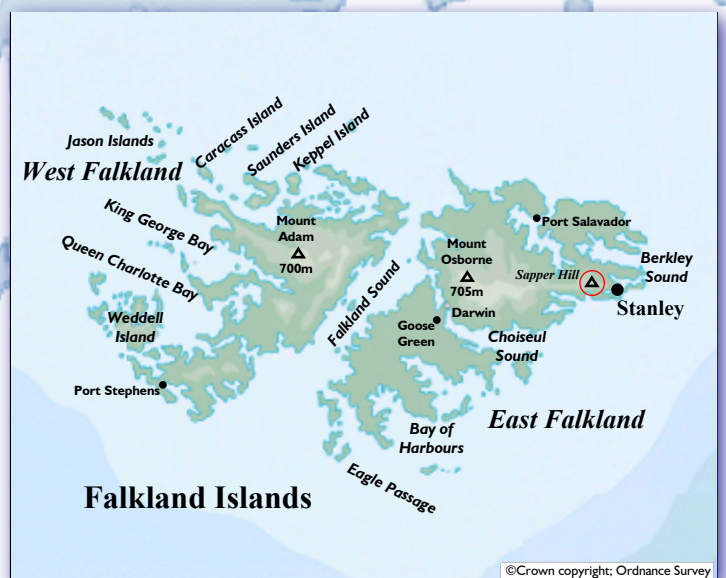 Jason Islands
West Falkland
Caracass Island
Saunders Island
Keppel Island
King George Bay
Queen Charlotte Bay
Mount
Adam
700m
Port Salavador
Mount
Osborne
705m
Sapper Hill
Berkley
Sound
Stanley
Falkland Sound
Weddell
Island
Darwin
Goose
Green
Choiseul
Sound
Port Stephens
East Falkland
Bay of
Harbours
Eagle Passage
Falkland Islands
©Crown copyright; Ordnance Survey